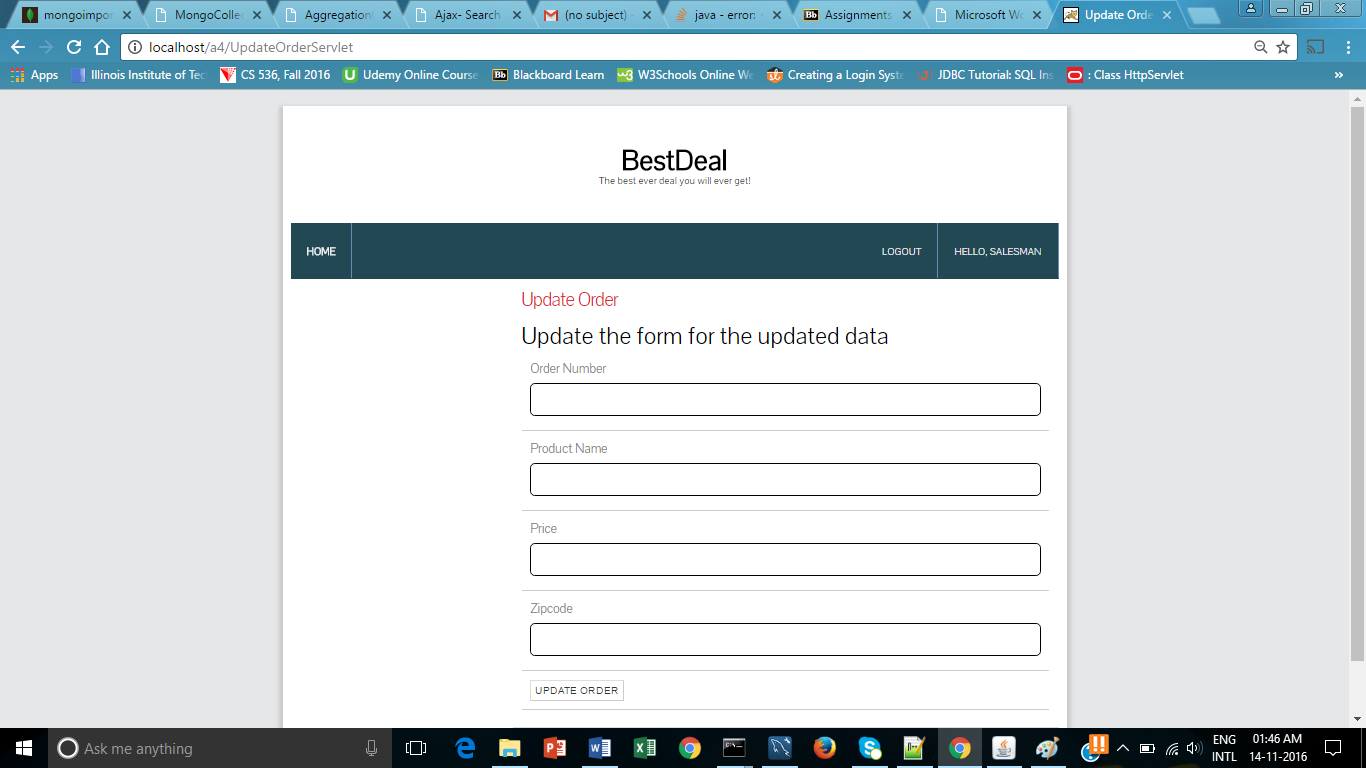 mongoimpor
MongoCollec
Aggregation
Ajax- Search
(no subject) -
java - error:
Assignments
Microsoft Wo
Update Orde
localhost/a4/UpdateOrderServlet
Apps
Illinois Institute of Tec
CS 536, Fall 2016
Udemy Online Course
Blackboard Learn
W3Schools Online We
Creating a Login Syste
JDBC Tutorial: SQL Ins
: Class HttpServlet
»
BestDeal
The best ever deal you will ever get!
HOME
LOGOUT
HELLO, SALESMAN
Update Order
Update the form for the updated data
Order Number
Product Name
Price
Zipcode
UPDATE ORDER
Ask me anything
ENG
INTL
01:46 AM
14-11-2016